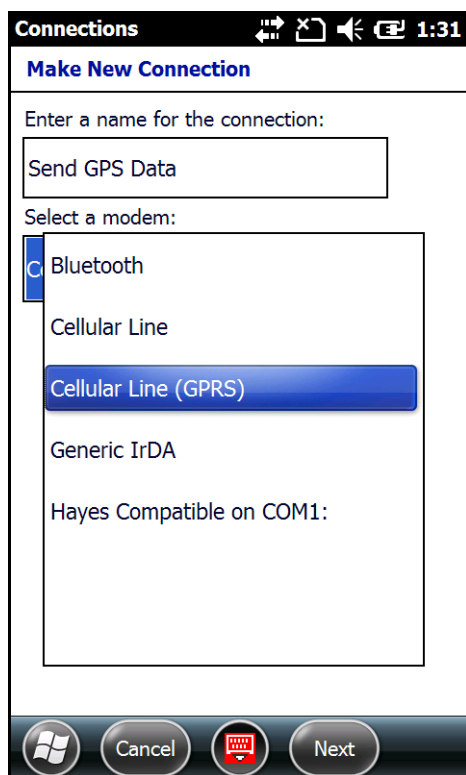 Connections 1:31
Make New Connection
Enter a name for the connection:
Send GPS Data
Select a modem:
Bluetooth
Cellular Line
Cellular Line (GPRS)
Generic IrDA
Hayes Compatible on COM1:
Cancel Next